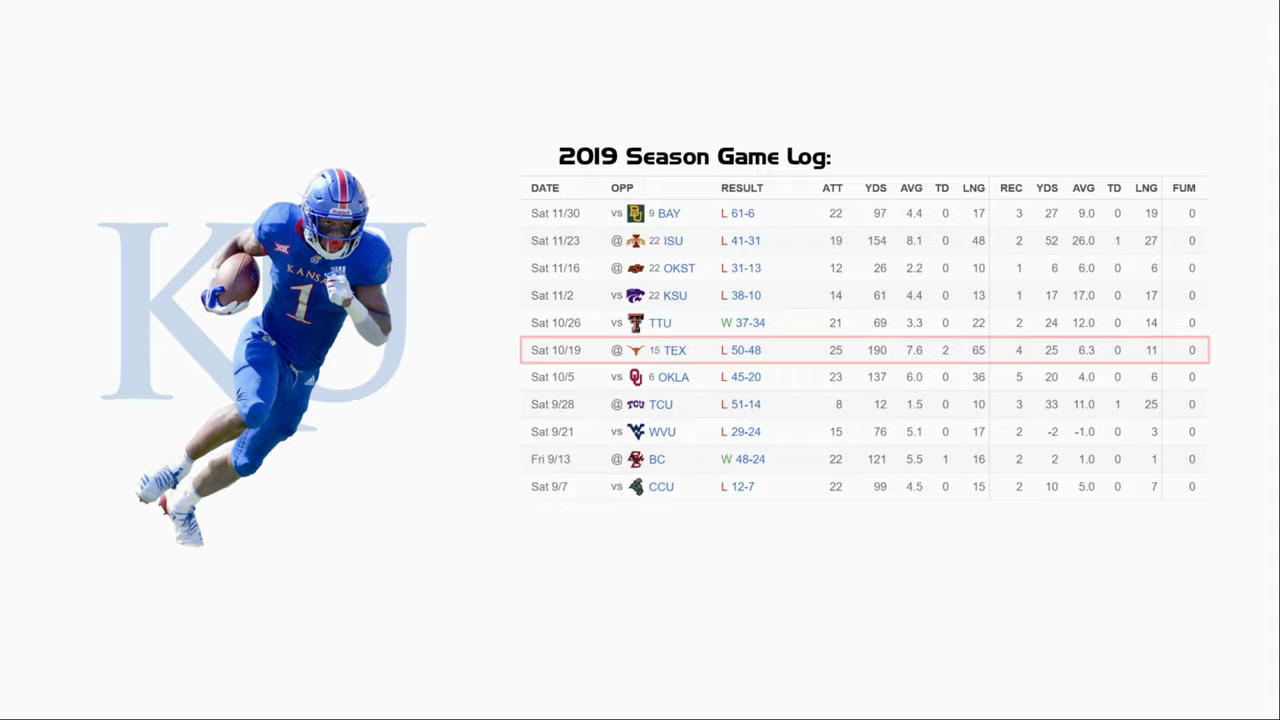 2019 Season Game Log:
DATE OPP RESULT ATT YDS AVG TD LNG REC YDS AVG TD LNG FUM
Sat 11/30 vs BU 9 BAY L 61-6 22 97 4.4 0 17 3 27 9.0 0 19 0
Sat 11/23 @ 22 ISU L 41-31 19 154 8.1 0 48 2 52 26.0 1 27 0
Sat 11/16 @ 22 OKST L 31-13 12 26 2.2 0 10 1 6 6.0 0 6 0
Sat 11/2 vs 22 KSU L 38-10 14 61 4.4 0 13 1 17 17.0 0 17 0
Sat 10/26 vs TTU W 37-34 21 69 3.3 0 22 2 24 12.0 0 14 0
Sat 10/19 @ 15 TEX L 50-48 25 190 7.6 2 65 4 25 6.3 0 11 0
Sat 10/5 vs OU 6 OKLA L 45-20 23 137 6.0 0 36 5 20 4.0 0 6 0
Sat 9/28 @ TCU TCU L 51-14 8 12 1.5 0 10 3 33 11.0 1 25 0
Sat 9/21 vs WVU L 29-24 15 76 5.1 0 17 2 -2 -1.0 0 3 0
Fri 9/13 @ BC W 48-24 22 121 5.5 1 16 2 2 1.0 0 1 0
Sat 9/7 vs CCU L 12-7 22 99 4.5 0 15 2 10 5.0 0 7 0
KU
KANSAS
1